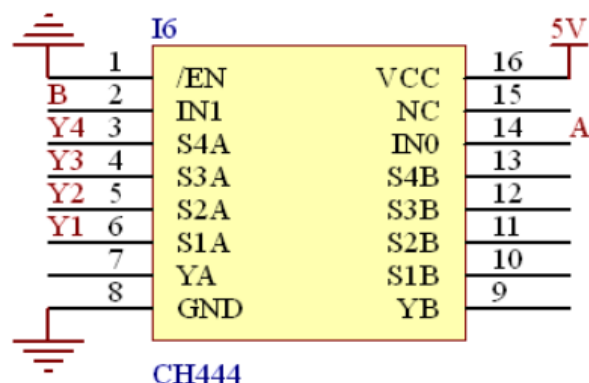 I6 5V
1 /EN VCC 16
B 2 IN1 NC 15
Y4 3 S4A IN0 14 A
Y3 4 S3A S4B 13
Y2 5 S2A S3B 12
Y1 6 S1A S2B 11
7 YA S1B 10
8 GND YB 9
CH444